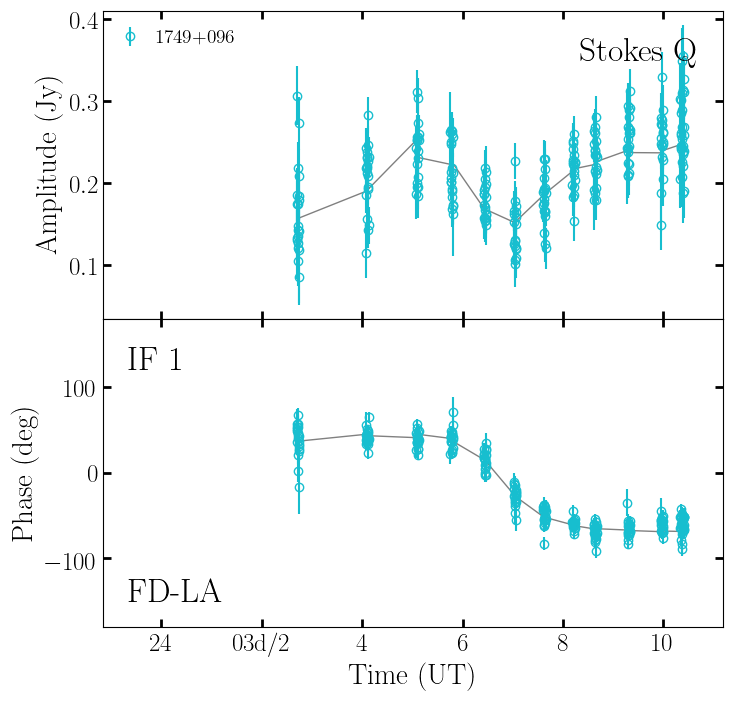 1749+096
Stokes Q
Amplitude (Jy)
0.4
0.3
0.2
0.1
IF 1
FD-LA
Phase (deg)
100
0
−100
24
03d/2
4
6
8
10
Time (UT)